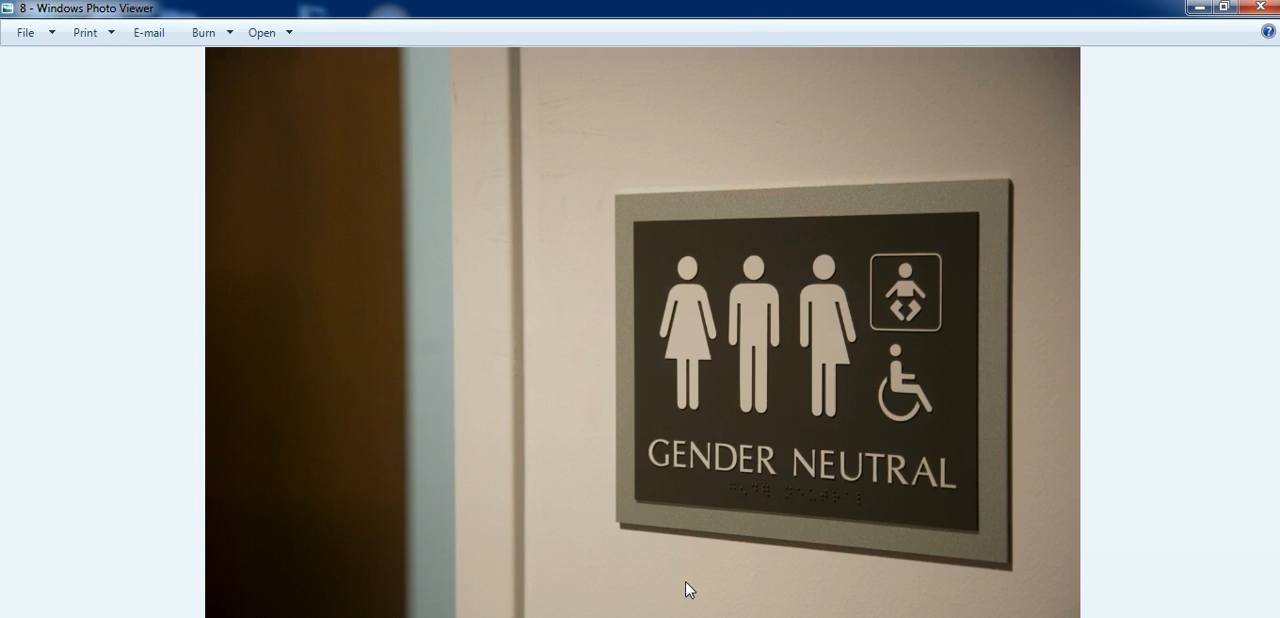 8 - Windows Photo Viewer
File Print E-mail Burn Open
GENDER NEUTRAL